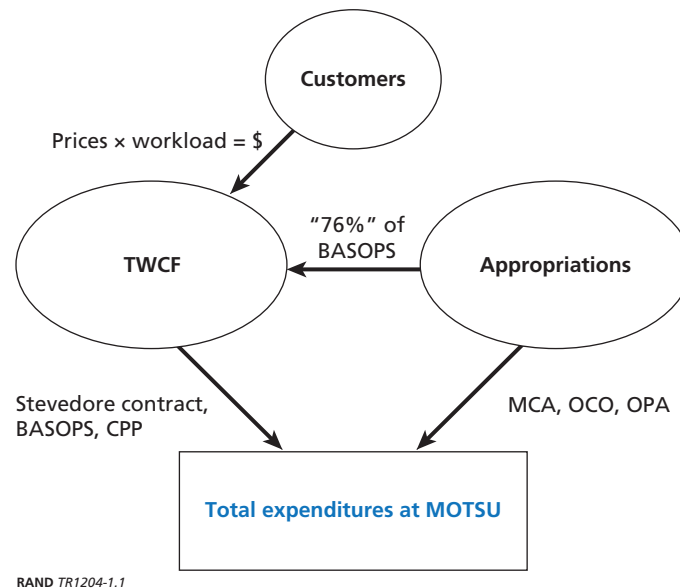 Customers
Prices × workload = $
“76%” of
BASOPS
TWCF
Appropriations
Stevedore contract,
BASOPS, CPP
MCA, OCO, OPA
Total expenditures at MOTSU
RAND TR1204-1.1